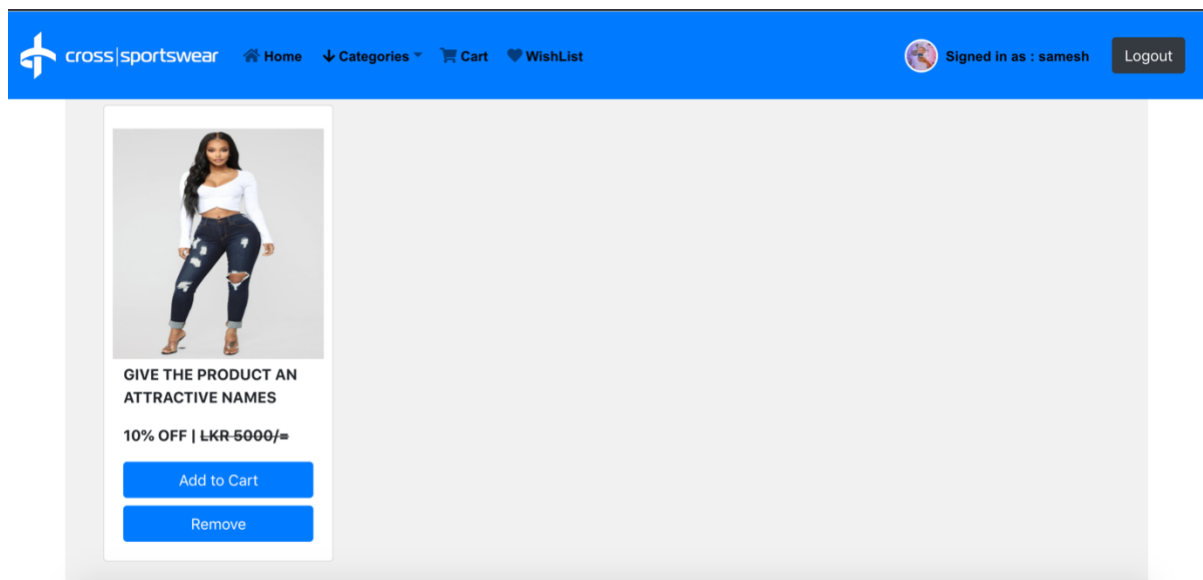 cross|sportswear Home Categories Cart WishList Signed in as : samesh Logout
GIVE THE PRODUCT AN
ATTRACTIVE NAMES
10% OFF | LKR 5000/=
Add to Cart
Remove